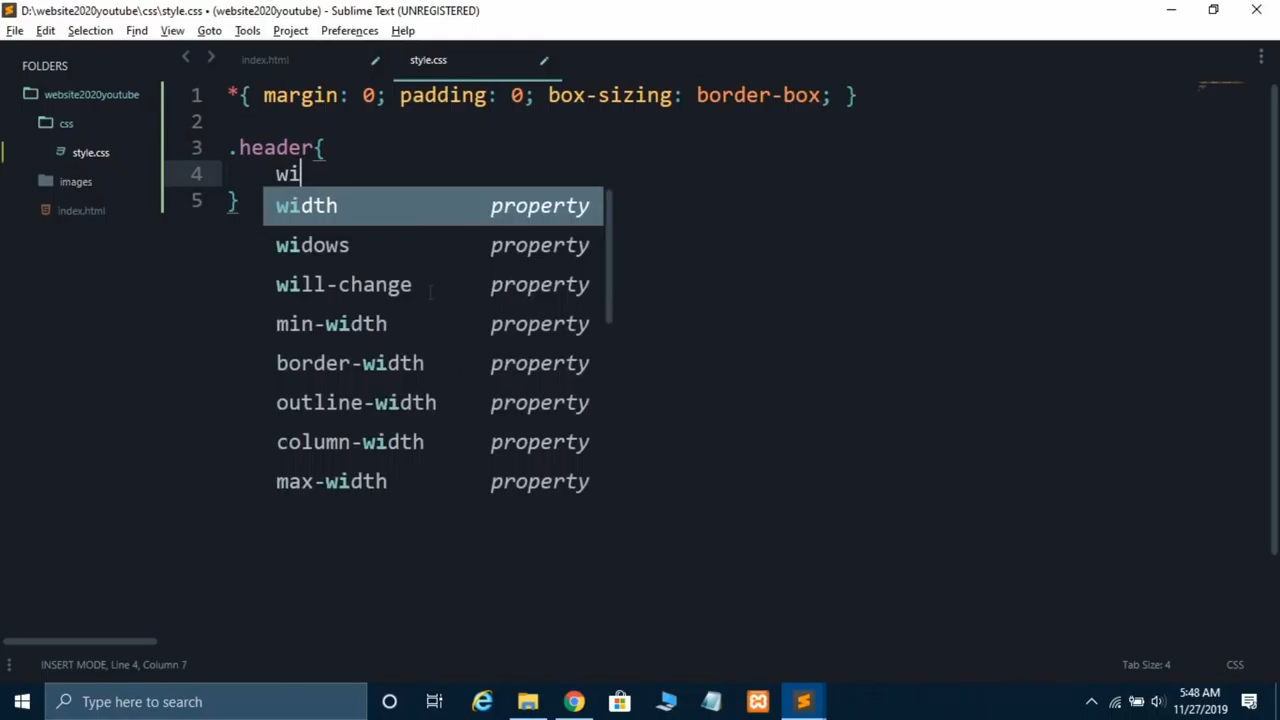 D:\website2020youtube\css\style.css • (website2020youtube) - Sublime Text (UNREGISTERED)
File Edit Selection Find View Goto Tools Project Preferences Help
FOLDERS
website2020youtube
css
style.css
images
index.html
index.html style.css
1 *{ margin: 0; padding: 0; box-sizing: border-box; }
2
3 .header{
4 wi
5 }
width property
widows property
will-change property
min-width property
border-width property
outline-width property
column-width property
max-width property
INSERT MODE, Line 4, Column 7 Tab Size: 4 CSS
Type here to search
5:48 AM
11/27/2019